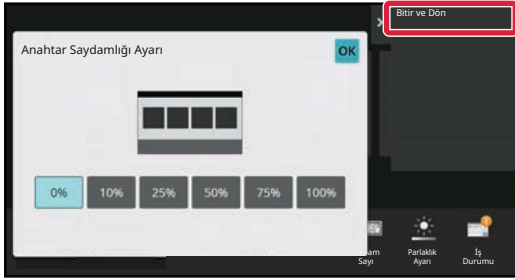 Bitir ve Dön
Anahtar Saydamlığı Ayarı
OK
0%
10%
25%
50%
75%
100%
Sayı
Parlaklık
Ayarı
İş
Durumu